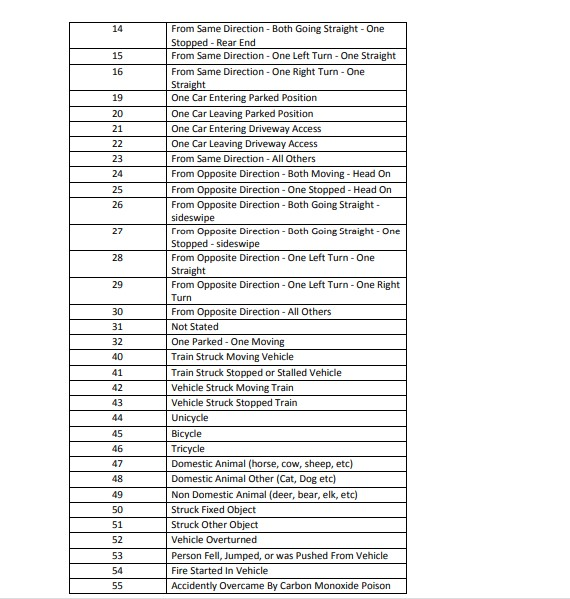 14 From Same Direction - Both Going Straight - One
Stopped - Rear End
15 From Same Direction - One Left Turn - One Straight
16 From Same Direction - One Right Turn - One
Straight
19 One Car Entering Parked Position
20 One Car Leaving Parked Position
21 One Car Entering Driveway Access
22 One Car Leaving Driveway Access
23 From Same Direction - All Others
24 From Opposite Direction - Both Moving - Head On
25 From Opposite Direction - One Stopped - Head On
26 From Opposite Direction - Both Going Straight -
sideswipe
27 From Opposite Direction - Both Going Straight - One
Stopped - sideswipe
28 From Opposite Direction - One Left Turn - One
Straight
29 From Opposite Direction - One Left Turn - One Right
Turn
30 From Opposite Direction - All Others
31 Not Stated
32 One Parked - One Moving
40 Train Struck Moving Vehicle
41 Train Struck Stopped or Stalled Vehicle
42 Vehicle Struck Moving Train
43 Vehicle Struck Stopped Train
44 Unicycle
45 Bicycle
46 Tricycle
47 Domestic Animal (horse, cow, sheep, etc)
48 Domestic Animal Other (Cat, Dog etc)
49 Non Domestic Animal (deer, bear, elk, etc)
50 Struck Fixed Object
51 Struck Other Object
52 Vehicle Overturned
53 Person Fell, Jumped, or was Pushed From Vehicle
54 Fire Started In Vehicle
55 Accidently Overcame By Carbon Monoxide Poison